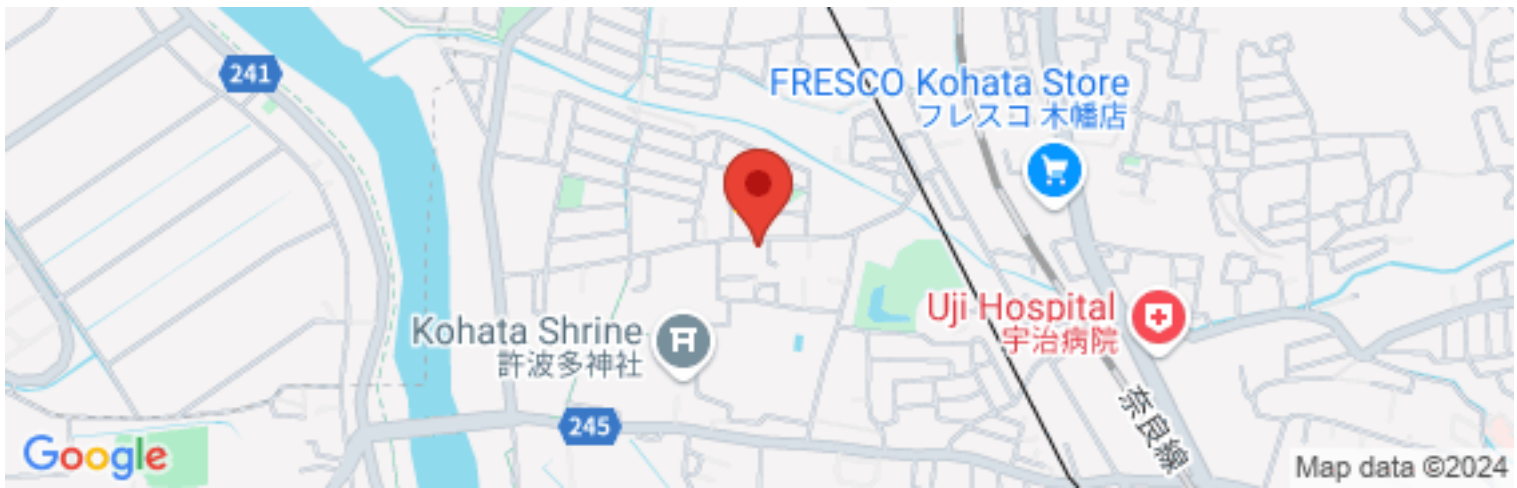 241
FRESCO Kohata Store
フレスコ 木幡店
Uji Hospital
宇治病院
Kohata Shrine
許波多神社
245
奈良線
Google
Map data ©2024